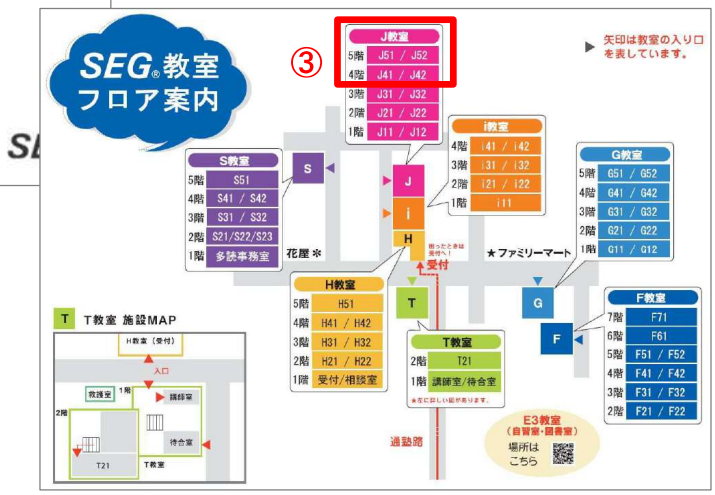 SEG®教室
フロア案内
③
▶ 矢印は教室の入り口
を表しています。
J教室
5階 J51 / J52
4階 J41 / J42
3階 J31 / J32
2階 J21 / J22
1階 J11 / J12
i教室
4階 i41 / i42
3階 i31 / i32
2階 i21 / i22
1階 i11
S教室
5階 S51
4階 S41 / S42
3階 S31 / S32
2階 S21/S22/S23
1階 多読事務室
G教室
5階 G51 / G52
4階 G41 / G42
3階 G31 / G32
2階 G21 / G22
1階 G11 / G12
S
J
i
H
困ったときは
受付へ!
受付
花屋＊
★ファミリーマート
H教室
5階 H51
4階 H41 / H42
3階 H31 / H32
2階 H21 / H22
1階 受付/相談室
T
G
F
F教室
7階 F71
6階 F61
5階 F51 / F52
4階 F41 / F42
3階 F31 / F32
2階 F21 / F22
T教室
2階 T21
1階 講師室/待合室
★左に詳しい図があります。
通塾路
E3教室
(自習室・図書室)
場所は
こちら
T T教室 施設MAP
H教室（受付）
入口
救護室
1階
講師室
2階
待合室
T21
T教室